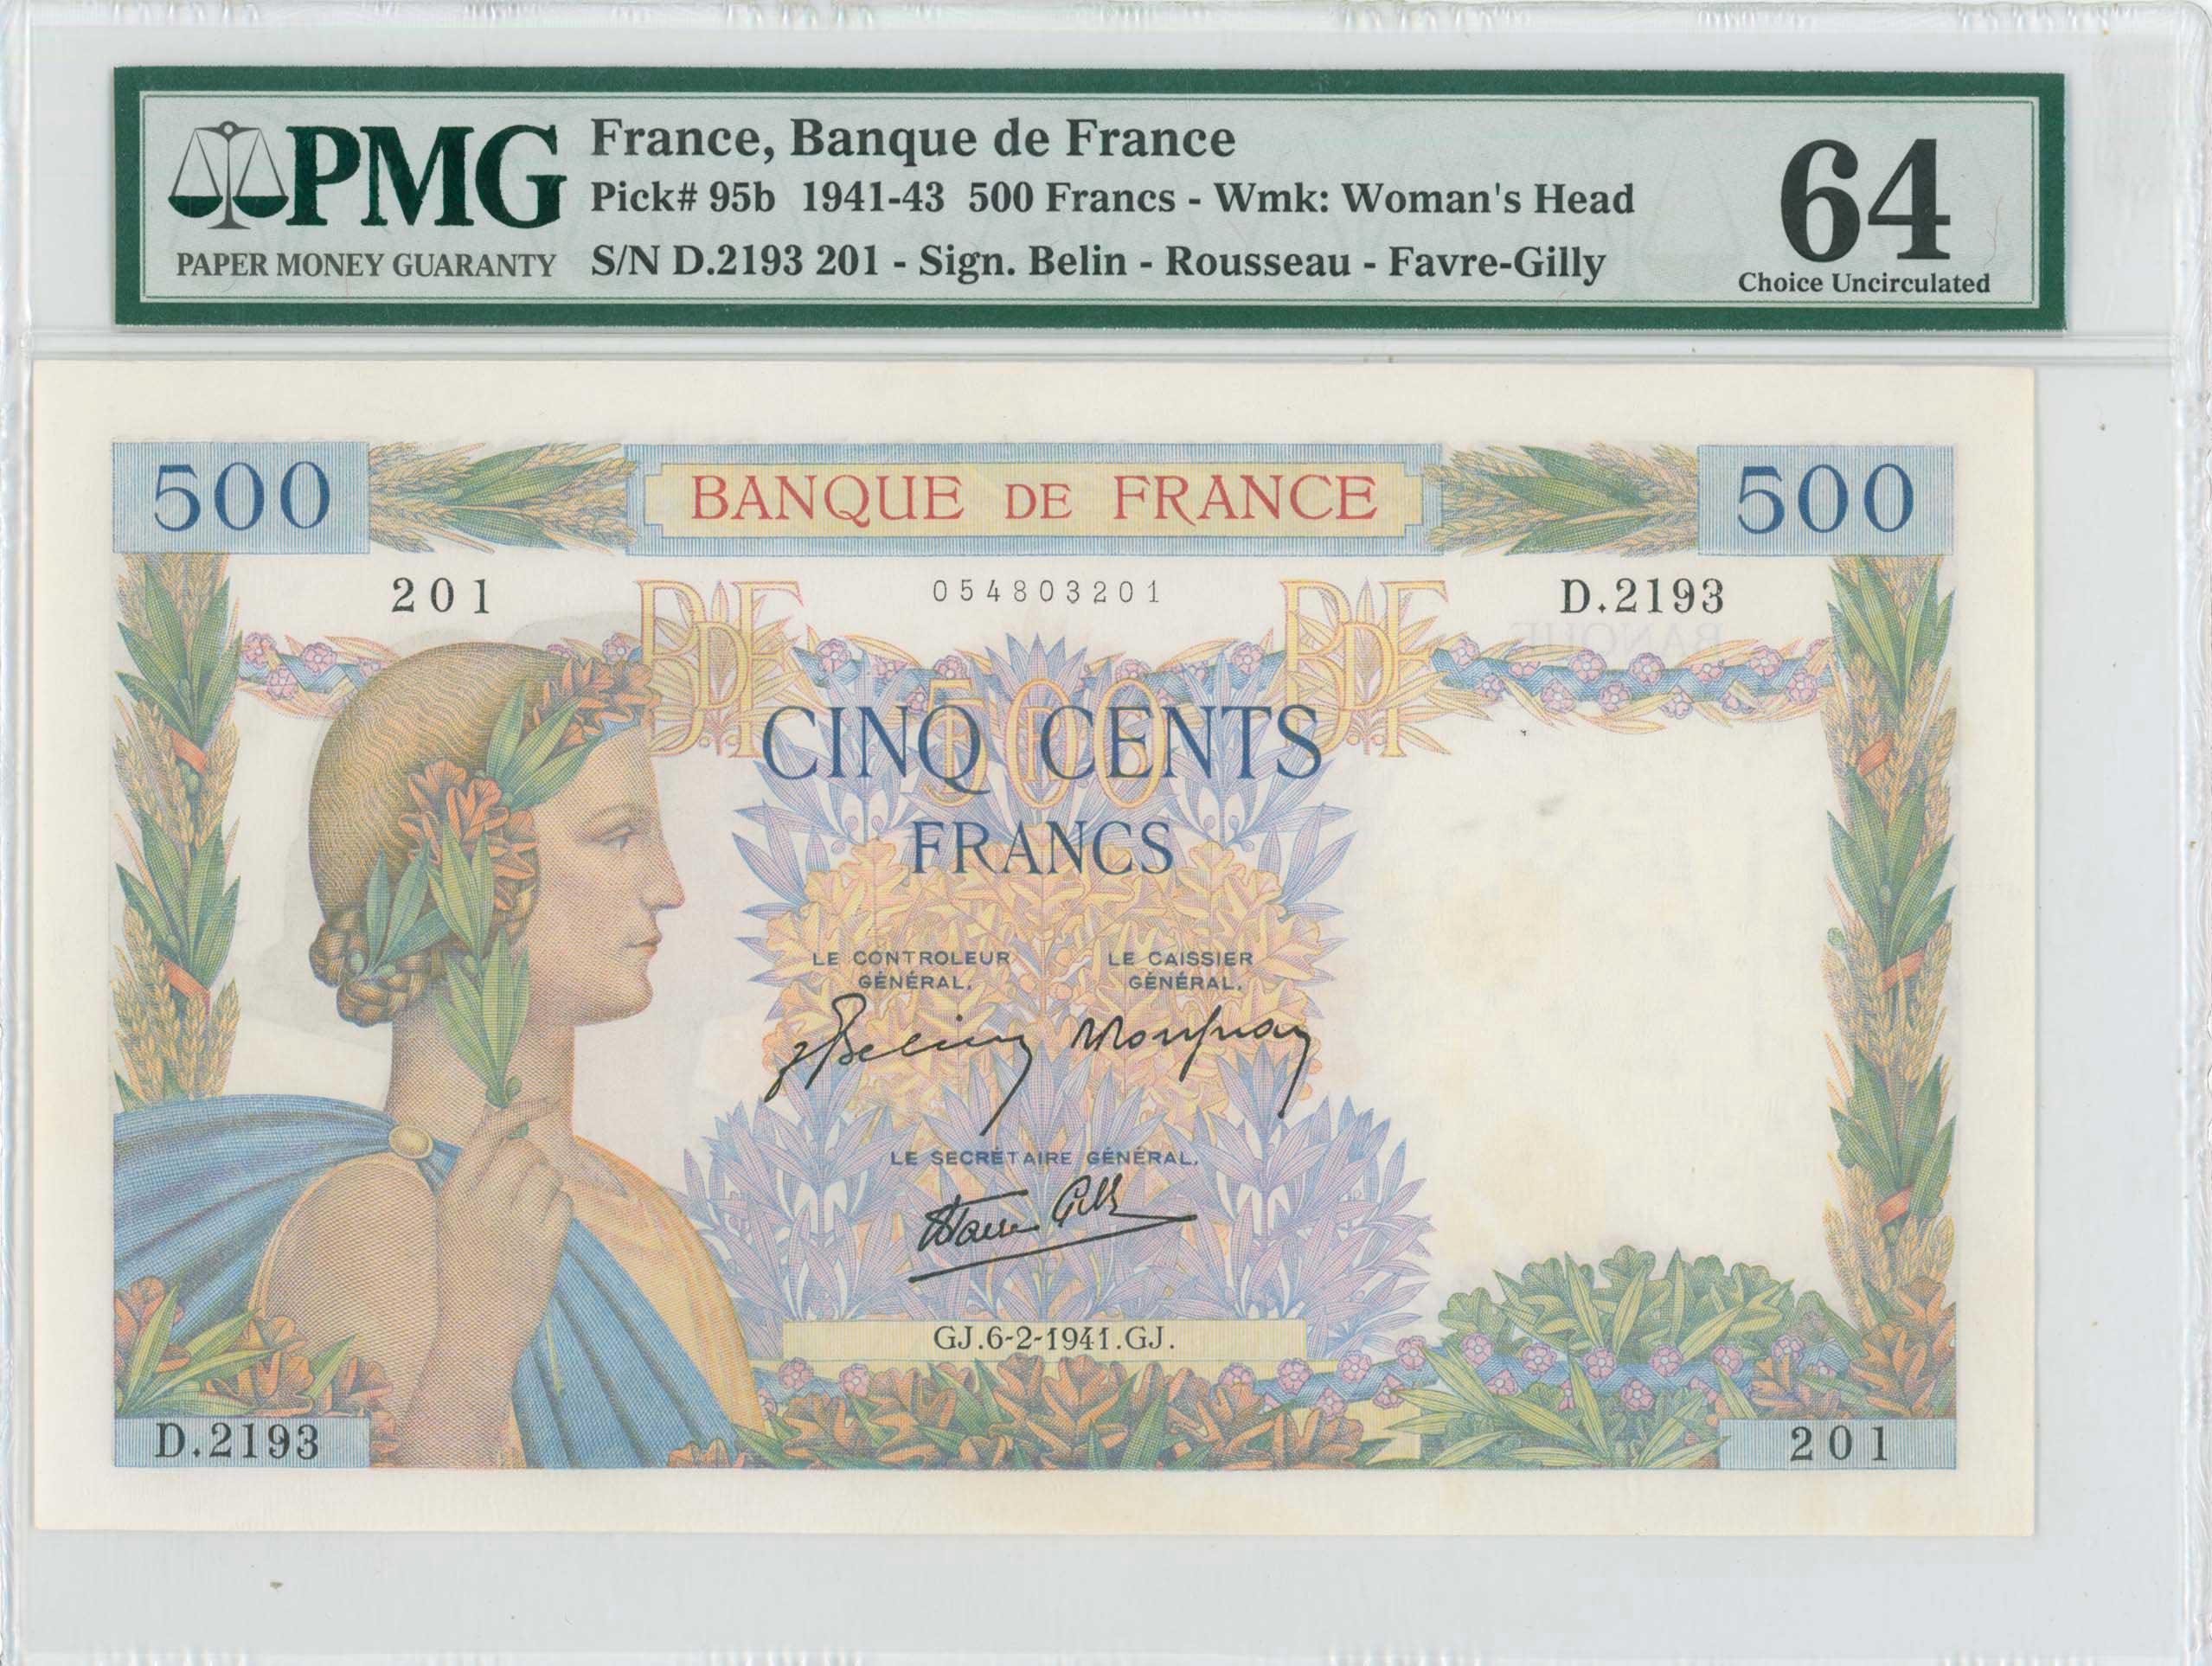 PMG
PAPER MONEY GUARANTY
France, Banque de France
Pick# 95b 1941-43 500 Francs - Wmk: Woman's Head
S/N D.2193 201 - Sign. Belin - Rousseau - Favre-Gilly
64
Choice Uncirculated
500 BANQUE DE FRANCE 500
201 054803201 D.2193
BDF BDF
BANQUE
500
CINQ CENTS
FRANCS
LE CONTROLEUR GÉNÉRAL.
LE CAISSIER GÉNÉRAL.
LE SECRÉTAIRE GÉNÉRAL.
GJ.6-2-1941.GJ.
D.2193 201